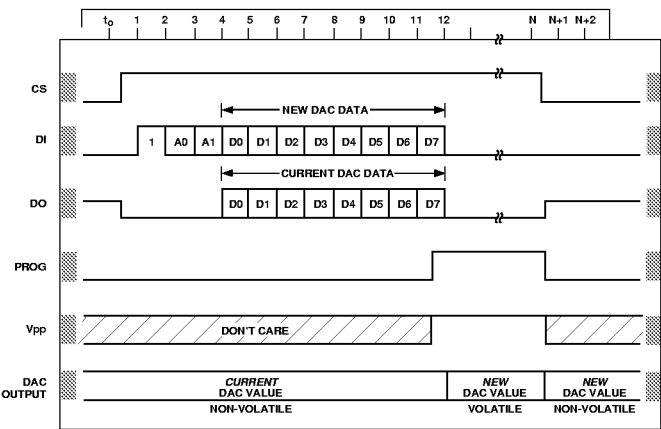 to 1 2 3 4 5 6 7 8 9 10 11 12 N N+1 N+2
CS
NEW DAC DATA
DI 1 A0 A1 D0 D1 D2 D3 D4 D5 D6 D7
CURRENT DAC DATA
DO D0 D1 D2 D3 D4 D5 D6 D7
PROG
Vpp DON'T CARE
DAC OUTPUT
CURRENT DAC VALUE
NON-VOLATILE
NEW DAC VALUE
VOLATILE
NEW DAC VALUE
NON-VOLATILE